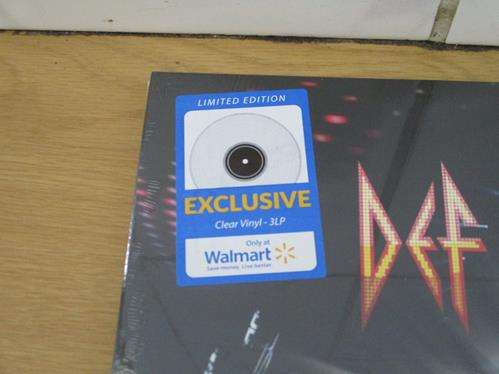 LIMITED EDITION
EXCLUSIVE
Clear Vinyl - 3LP
Only at
Walmart
Save money. Live better.
DEF